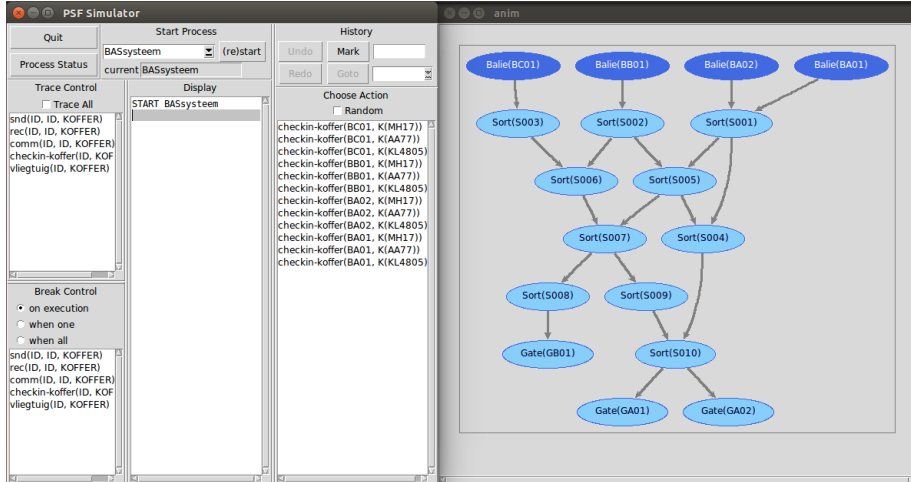 PSF Simulator
Quit
Process Status
Start Process
BASsysteem
(re)start
current BASsysteem
History
Undo
Mark
Redo
Goto
Trace Control
Trace All
snd(ID, ID, KOFFER)
rec(ID, ID, KOFFER)
comm(ID, ID, KOFFER)
checkin-koffer(ID, KOF
vliegtuig(ID, KOFFER)
Break Control
on execution
when one
when all
snd(ID, ID, KOFFER)
rec(ID, ID, KOFFER)
comm(ID, ID, KOFFER)
checkin-koffer(ID, KOF
vliegtuig(ID, KOFFER)
Display
START BASsysteem
Choose Action
Random
checkin-koffer(BC01, K(MH17))
checkin-koffer(BC01, K(AA77))
checkin-koffer(BC01, K(KL4805)
checkin-koffer(BB01, K(MH17))
checkin-koffer(BB01, K(AA77))
checkin-koffer(BB01, K(KL4805)
checkin-koffer(BA02, K(MH17))
checkin-koffer(BA02, K(AA77))
checkin-koffer(BA02, K(KL4805)
checkin-koffer(BA01, K(MH17))
checkin-koffer(BA01, K(AA77))
checkin-koffer(BA01, K(KL4805)
anim
Balie(BC01)
Balie(BB01)
Balie(BA02)
Balie(BA01)
Sort(S003)
Sort(S002)
Sort(S001)
Sort(S006)
Sort(S005)
Sort(S007)
Sort(S004)
Sort(S008)
Sort(S009)
Gate(GB01)
Sort(S010)
Gate(GA01)
Gate(GA02)